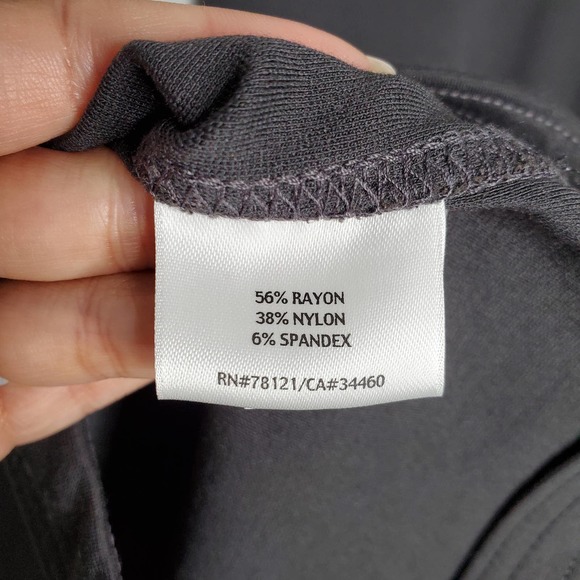 56% RAYON
38% NYLON
6% SPANDEX
RN#78121/CA#34460